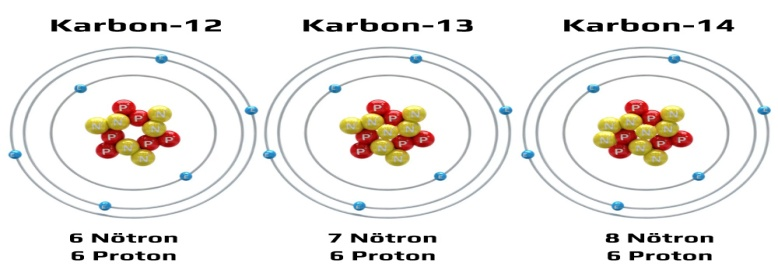 Karbon-12 Karbon-13 Karbon-14
6 Nötron 7 Nötron 8 Nötron
6 Proton 6 Proton 6 Proton